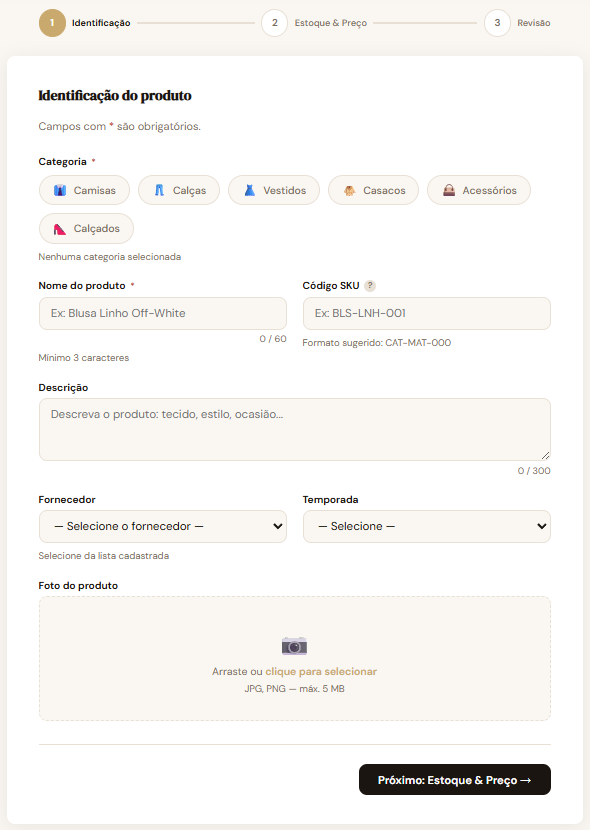 1 Identificação 2 Estoque & Preço 3 Revisão
Identificação do produto
Campos com * são obrigatórios.
Categoria *
Camisas Calças Vestidos Casacos Acessórios
Calçados
Nenhuma categoria selecionada
Nome do produto * Código SKU ?
Ex: Blusa Linho Off-White Ex: BLS-LNH-001
0 / 60 Formato sugerido: CAT-MAT-000
Mínimo 3 caracteres
Descrição
Descreva o produto: tecido, estilo, ocasião...
0 / 300
Fornecedor Temporada
— Selecione o fornecedor — — Selecione —
Selecione da lista cadastrada
Foto do produto
Arraste ou clique para selecionar
JPG, PNG — máx. 5 MB
Próximo: Estoque & Preço →